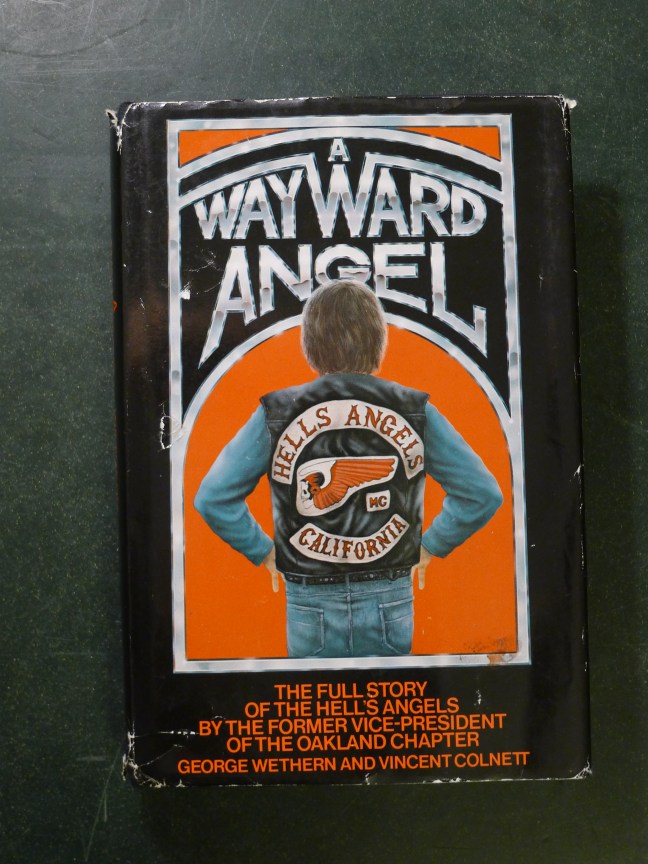 A
WAYWARD
ANGEL
HELLS ANGELS
MC
CALIFORNIA
THE FULL STORY
OF THE HELL'S ANGELS
BY THE FORMER VICE-PRESIDENT
OF THE OAKLAND CHAPTER
GEORGE WETHERN AND VINCENT COLNETT